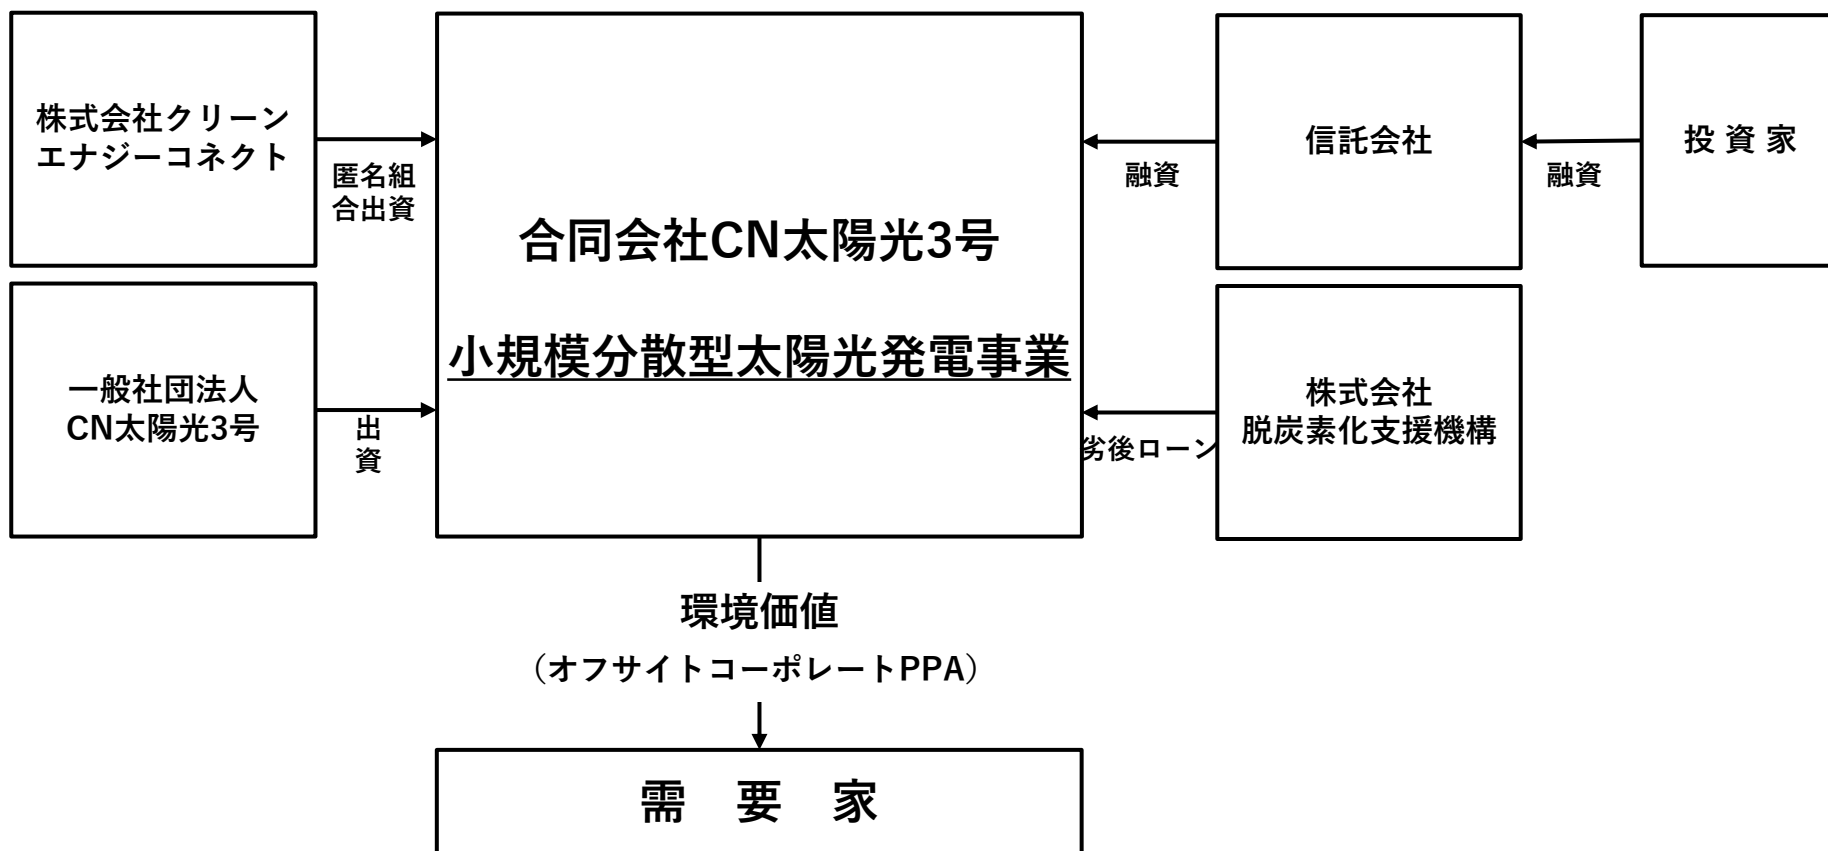 株式会社クリーン
エナジーコネクト
匿名組
合出資
一般社団法人
CN太陽光3号
出
資
合同会社CN太陽光3号
小規模分散型太陽光発電事業
融資
信託会社
融資
投 資 家
劣後ローン
株式会社
脱炭素化支援機構
環境価値
（オフサイトコーポレートPPA）
需　要　家